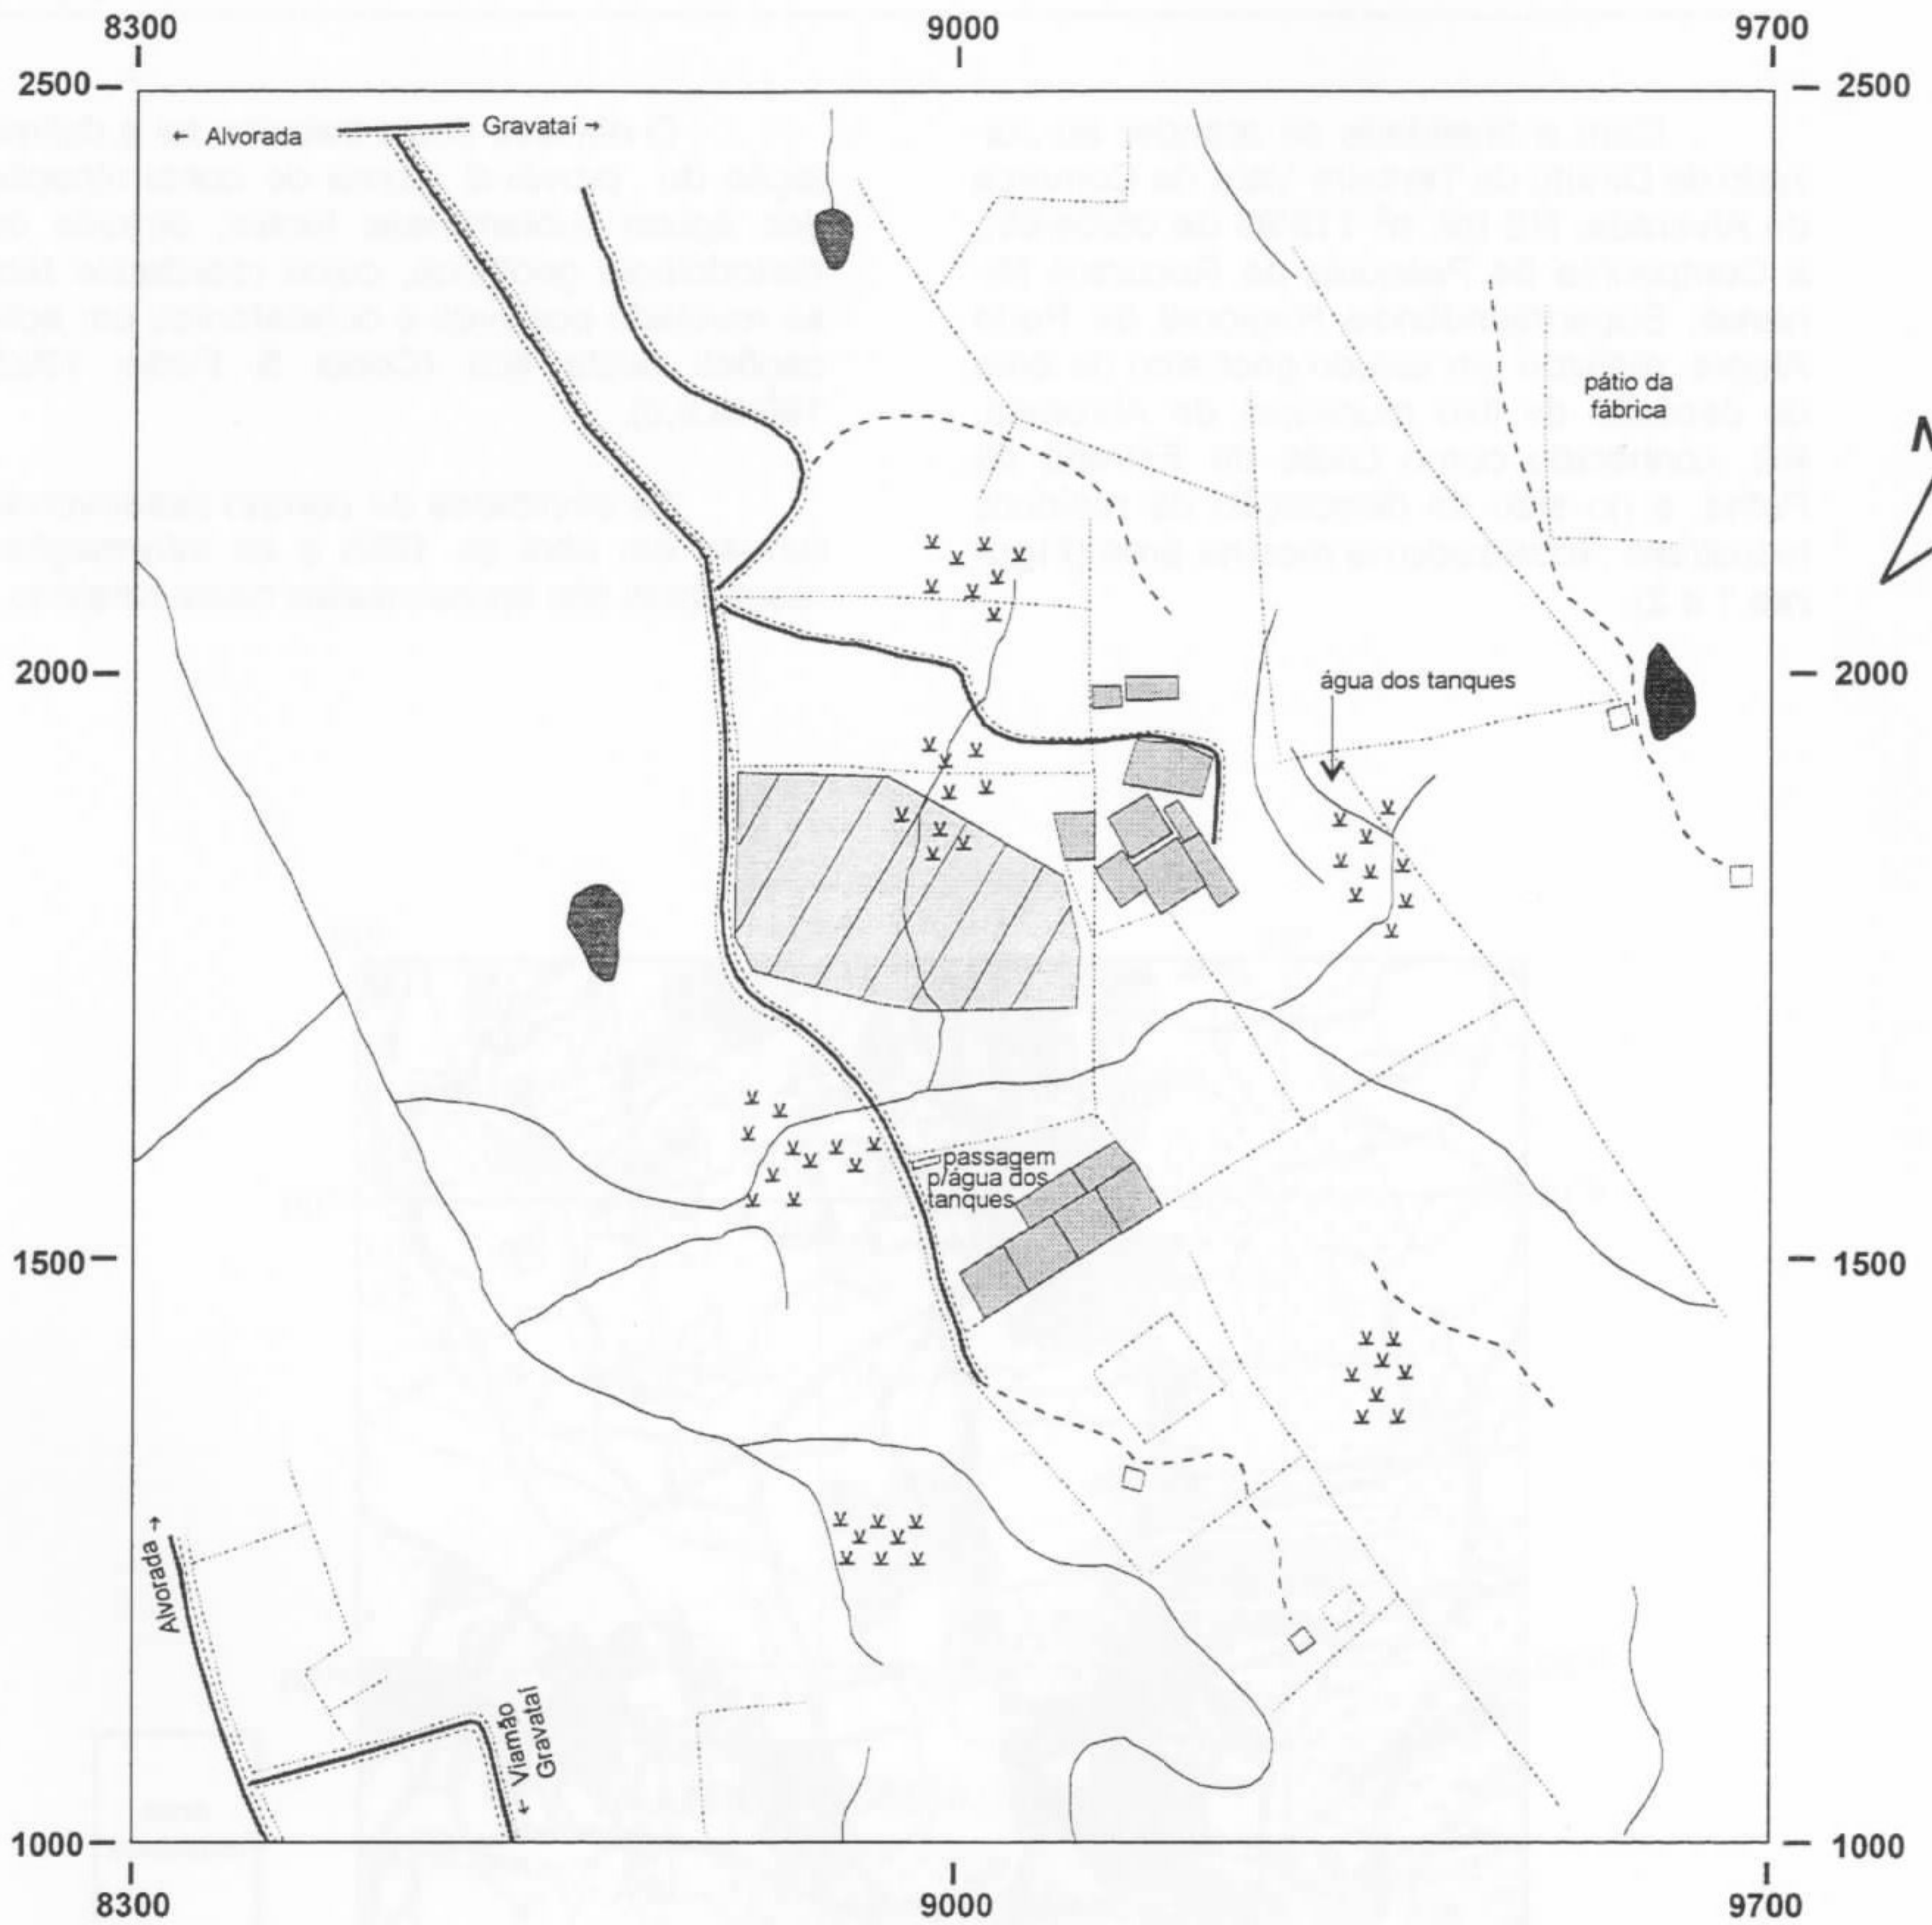 8300 9000 9700
2500 2500
← Alvorada Gravataí →
pátio da
fábrica
N
2000 2000
água dos tanques
passagem
p/água dos
tanques
1500 1500
Alvorada →
← Viamão
Gravataí
1000 1000
8300 9000 9700